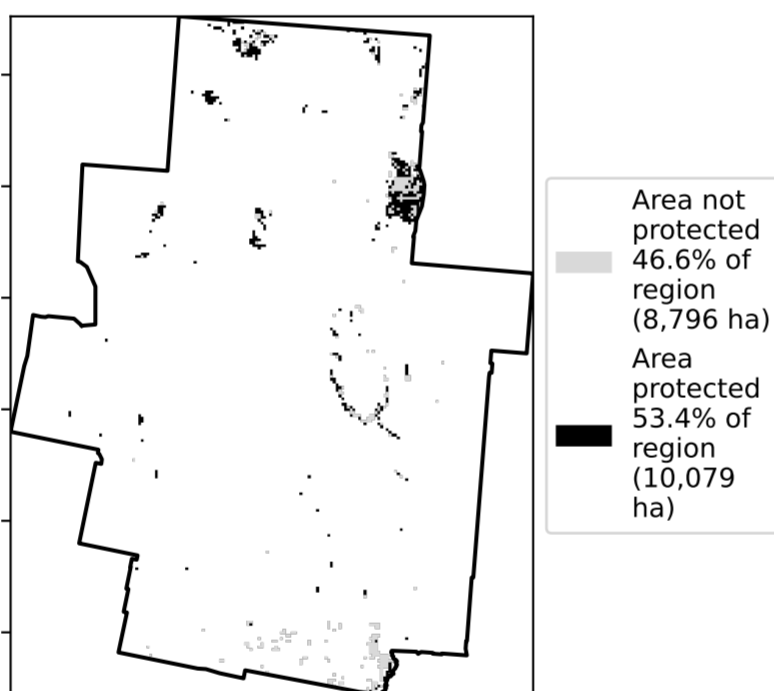 Area not
protected
46.6% of
region
(8,796 ha)
Area
protected
53.4% of
region
(10,079
ha)